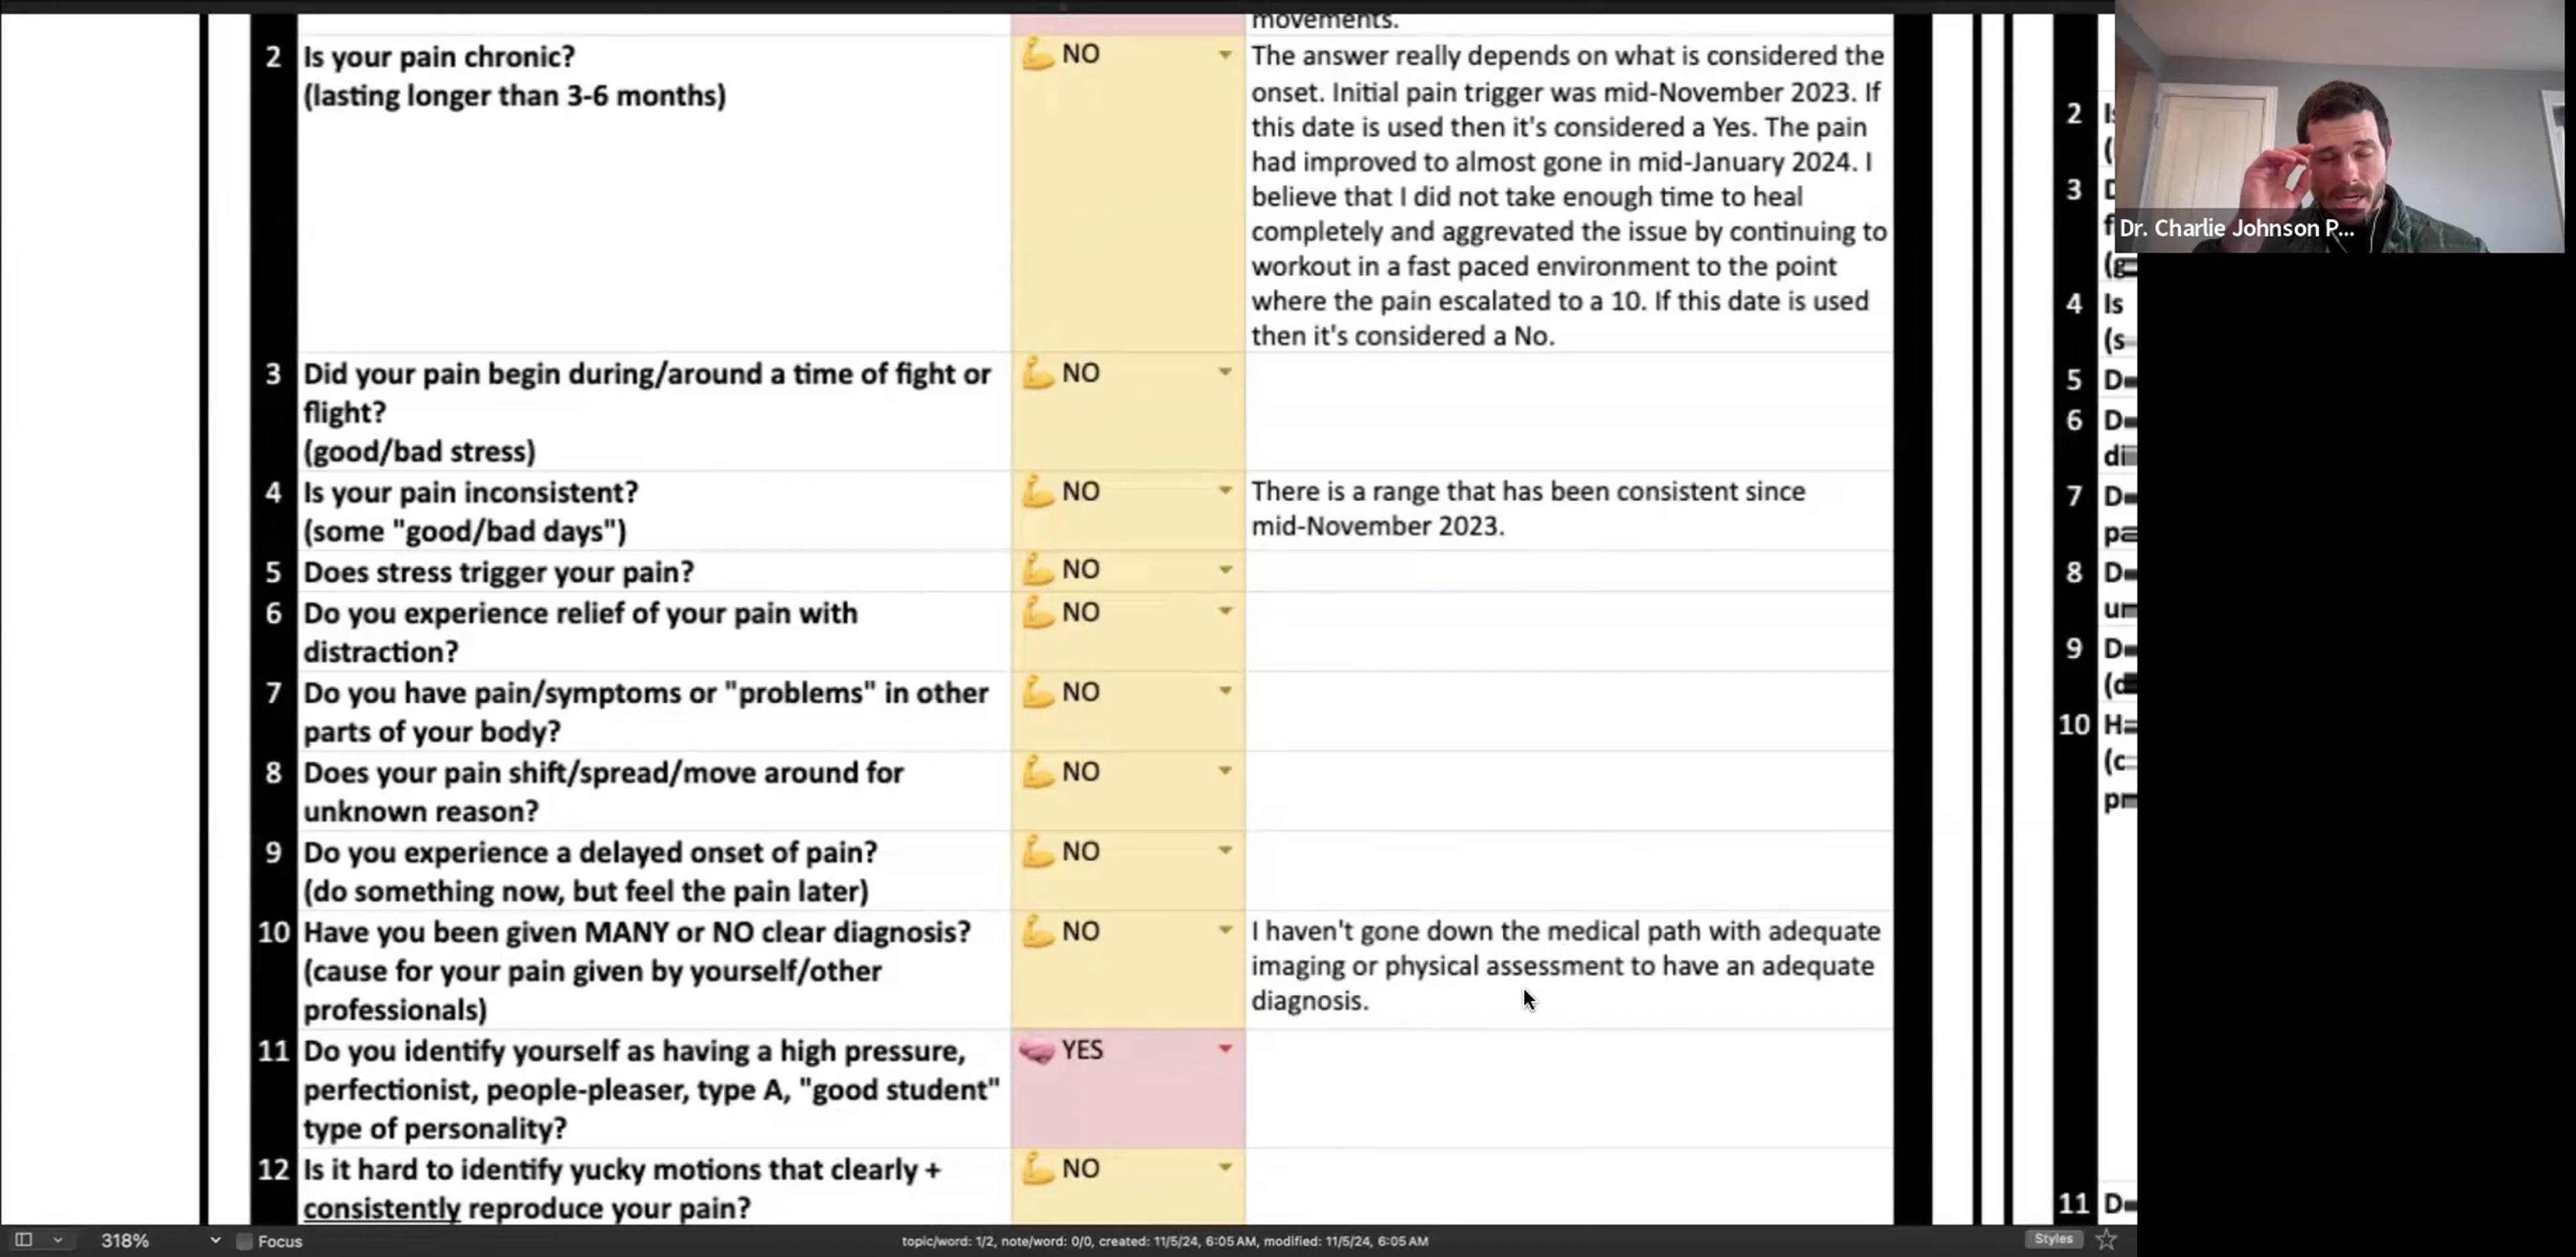 movements.
2 Is your pain chronic?
(lasting longer than 3-6 months)
NO
The answer really depends on what is considered the
onset. Initial pain trigger was mid-November 2023. If
this date is used then it's considered a Yes. The pain
had improved to almost gone in mid-January 2024. I
believe that I did not take enough time to heal
completely and aggrevated the issue by continuing to
workout in a fast paced environment to the point
where the pain escalated to a 10. If this date is used
then it's considered a No.
3 Did your pain begin during/around a time of fight or
flight?
(good/bad stress)
NO
4 Is your pain inconsistent?
(some "good/bad days")
NO
There is a range that has been consistent since
mid-November 2023.
5 Does stress trigger your pain?
NO
6 Do you experience relief of your pain with
distraction?
NO
7 Do you have pain/symptoms or "problems" in other
parts of your body?
NO
8 Does your pain shift/spread/move around for
unknown reason?
NO
9 Do you experience a delayed onset of pain?
(do something now, but feel the pain later)
NO
10 Have you been given MANY or NO clear diagnosis?
(cause for your pain given by yourself/other
professionals)
NO
I haven't gone down the medical path with adequate
imaging or physical assessment to have an adequate
diagnosis.
11 Do you identify yourself as having a high pressure,
perfectionist, people-pleaser, type A, "good student"
type of personality?
YES
12 Is it hard to identify yucky motions that clearly +
consistently reproduce your pain?
NO
2
3
4 Is
5
6
7
8
9
10
11
Dr. Charlie Johnson P...
318%
Focus
topic/word: 1/2, note/word: 0/0, created: 11/5/24, 6:05 AM, modified: 11/5/24, 6:05 AM
Styles